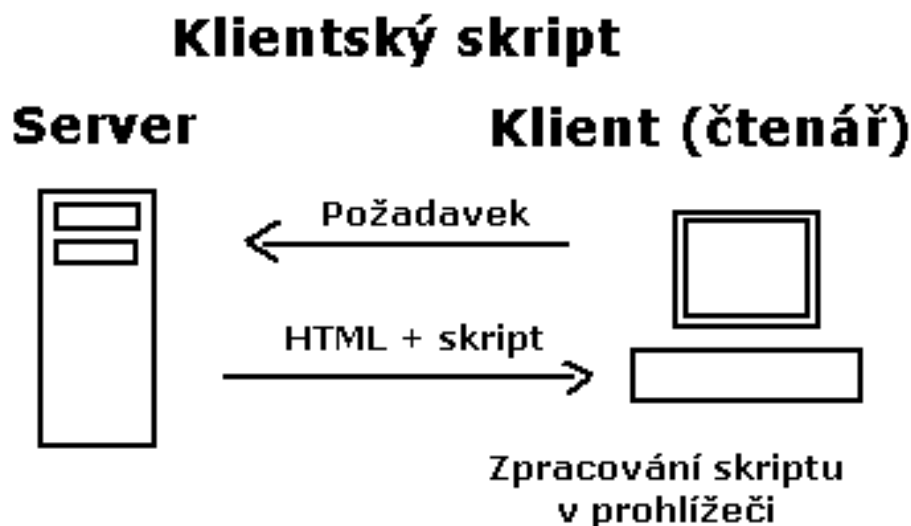 Klientský skript
Server
Klient (čtenář)
Požadavek
HTML + skript
Zpracování skriptu
v prohlížeči